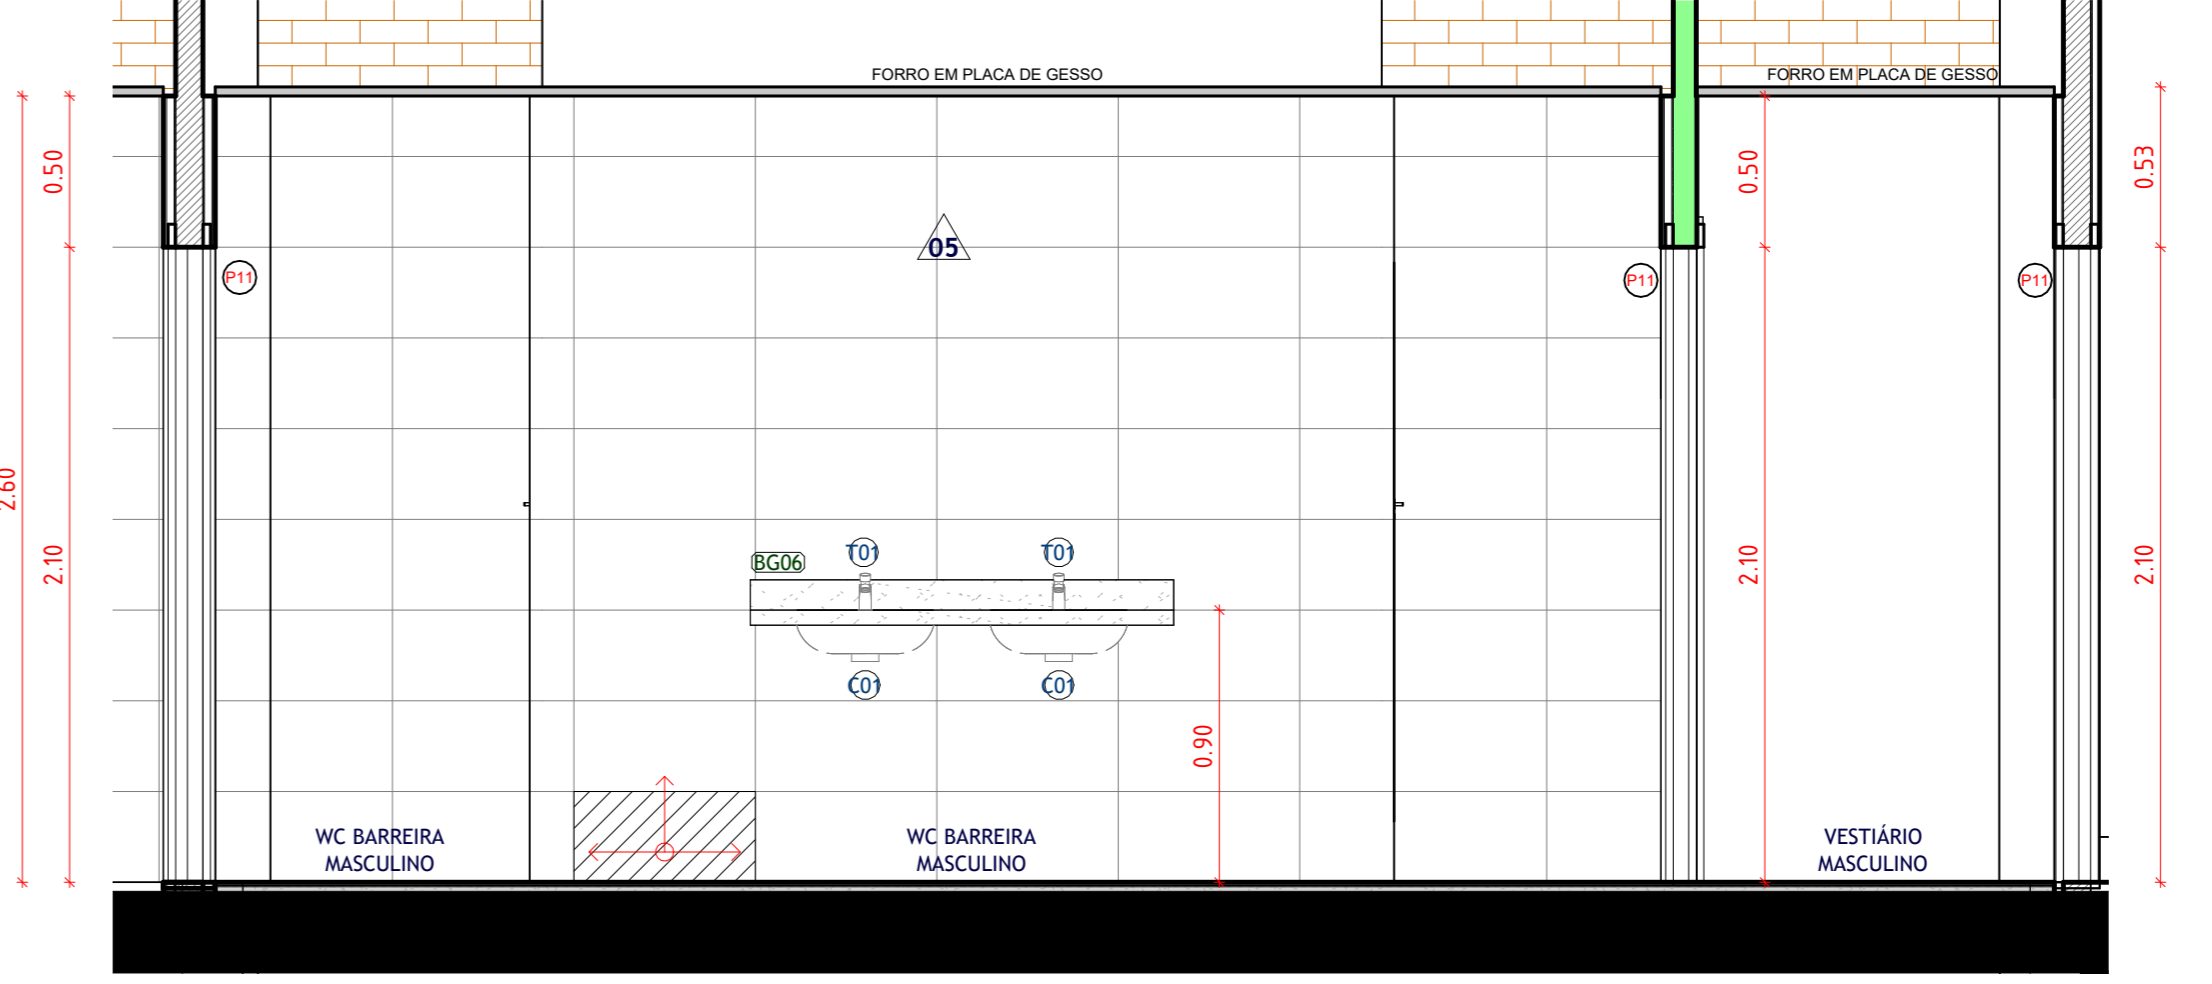 FORRO EM PLACA DE GESSO
FORRO EM PLACA DE GESSO
0.50
0.50
0.53
05
P11
P11
P11
2.60
2.10
T01
T01
BG06
2.10
2.10
C01
C01
0.90
WC BARREIRA
MASCULINO
WC BARREIRA
MASCULINO
VESTIÁRIO
MASCULINO